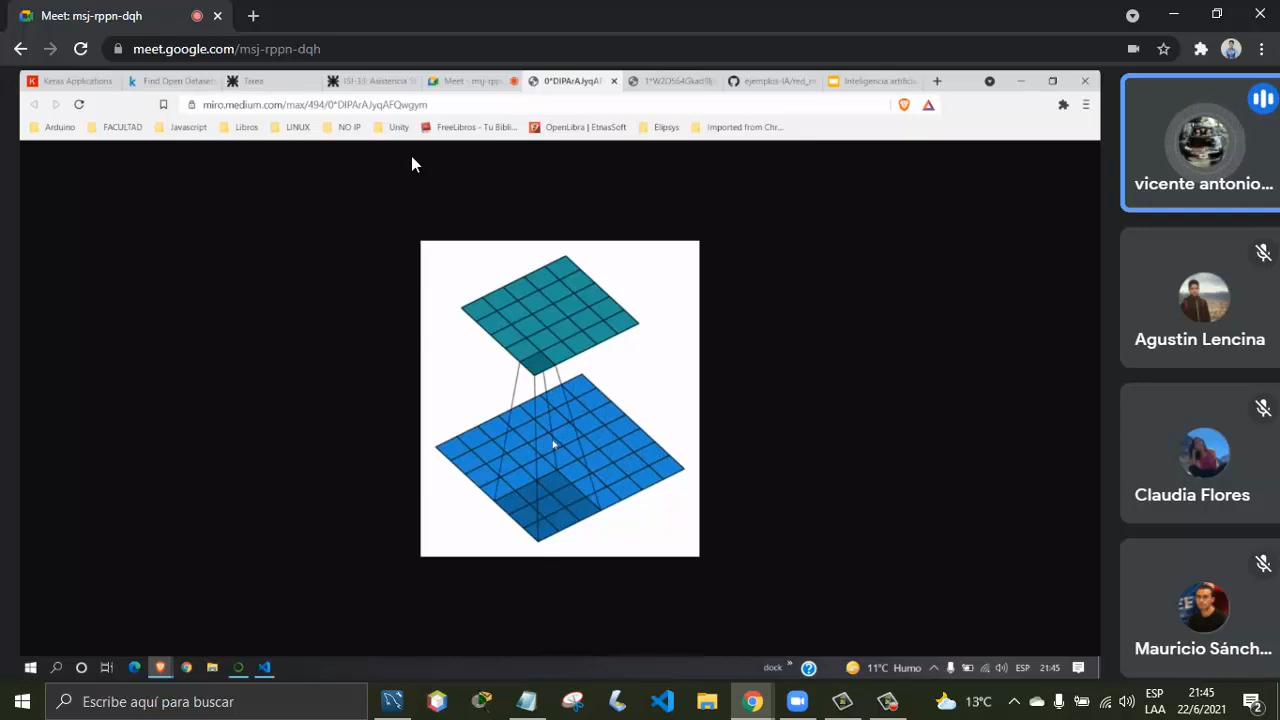 Meet: msj-rppn-dqh
meet.google.com/msj-rppn-dqh
Keras Applications
Find Open Datasets
Tarea
ISI-3.I: Asistencia S
Meet – msj-rppn
0*DIPArAJyqAF
ejemplos-IA/red_n
Inteligencia artificia
miro.medium.com/max/494/0*DIPArAJyqAFQwgym
Arduino
FACULTAD
Javascript
Libros
LINUX
NO IP
Unity
FreeLibros - Tu Bibli...
OpenLibra | EtnasSoft
Elipsys
Imported from Chr...
vicente antonio...
Agustin Lencina
Claudia Flores
Mauricio Sánch...
dock
11°C Humo
ESP
21:45
Escribe aquí para buscar
13°C
ESP
LAA
21:45
22/6/2021
2